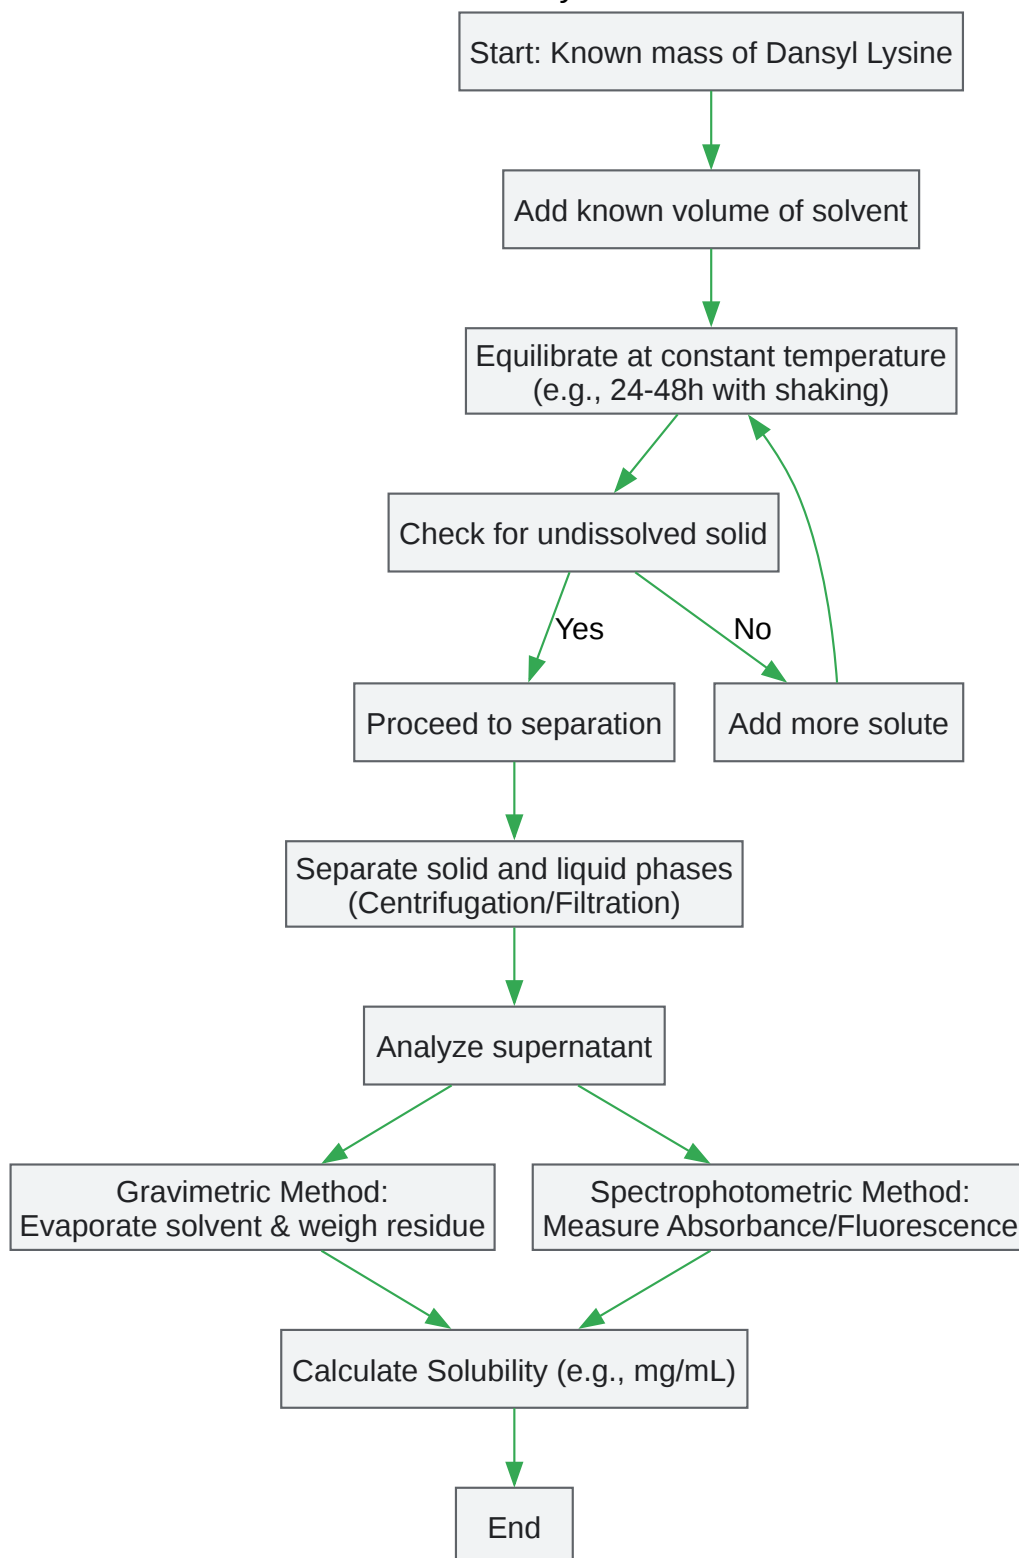 Start: Known mass of Dansyl Lysine
Add known volume of solvent
Equilibrate at constant temperature
(e.g., 24-48h with shaking)
Check for undissolved solid
Yes
No
Proceed to separation
Add more solute
Separate solid and liquid phases
(Centrifugation/Filtration)
Analyze supernatant
Gravimetric Method:
Evaporate solvent & weigh residue
Spectrophotometric Method:
Measure Absorbance/Fluorescence
Calculate Solubility (e.g., mg/mL)
End